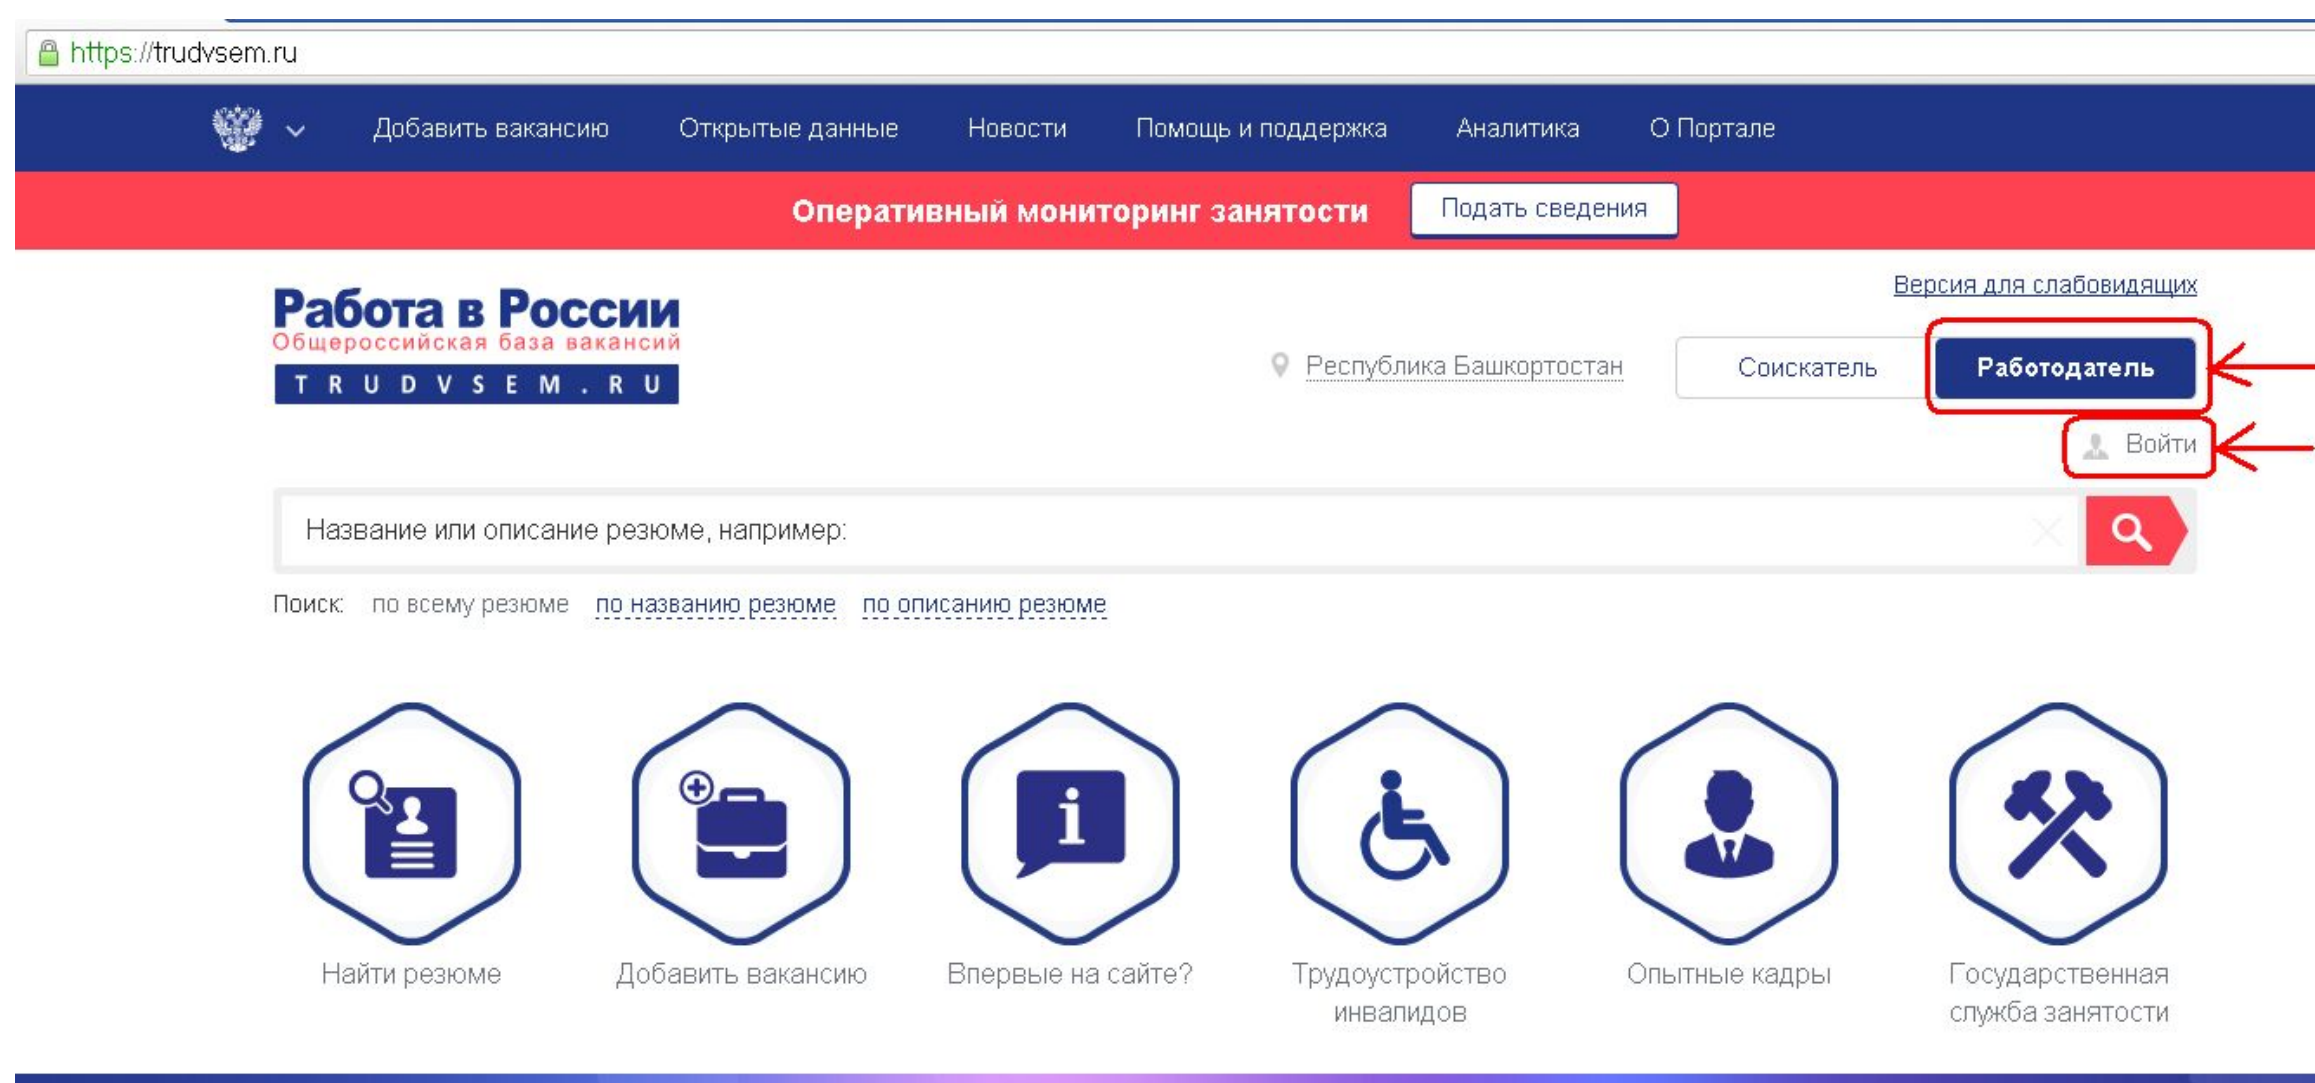 https://trudvsem.ru
Добавить вакансию Открытые данные Новости Помощь и поддержка Аналитика О Портале
Оперативный мониторинг занятости Подать сведения
Версия для слабовидящих
Работа в России
Общероссийская база вакансий
TRUDVSEM.RU
Республика Башкортостан Соискатель Работодатель
Войти
Название или описание резюме, например:
Поиск: по всему резюме по названию резюме по описанию резюме
Найти резюме Добавить вакансию Впервые на сайте? Трудоустройство Опытные кадры Государственная
инвалидов служба занятости